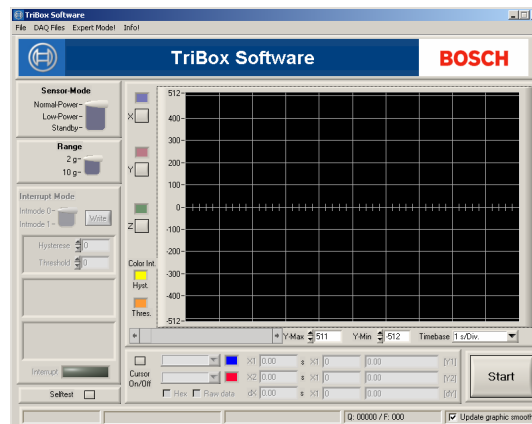 TriBox Software
File DAQ Files Expert Mode! Info!
TriBox Software
BOSCH
Sensor-Mode
Normal-Power
Low-Power
Standby
Range
2 g
10 g
Interrupt Mode
Intmode 0
Intmode 1
Write
Hysterese 0
Threshold 0
Interrupt
Selftest
X
Y
Z
Color Int.
Hyst.
Thres.
512
400
300
200
100
0
-100
-200
-300
-400
-512
Y-Max 511 Y-Min -512 Timebase 1 s/Div.
Cursor
On/Off
X1 0.00 s X1 0 0.00 [Y1]
X2 0.00 s X1 0 0.00 [Y2]
Hex Raw data dX 0.00 s X1 0 0.00 [dY]
Start
Q: 00000 / F: 000 Update graphic smooth